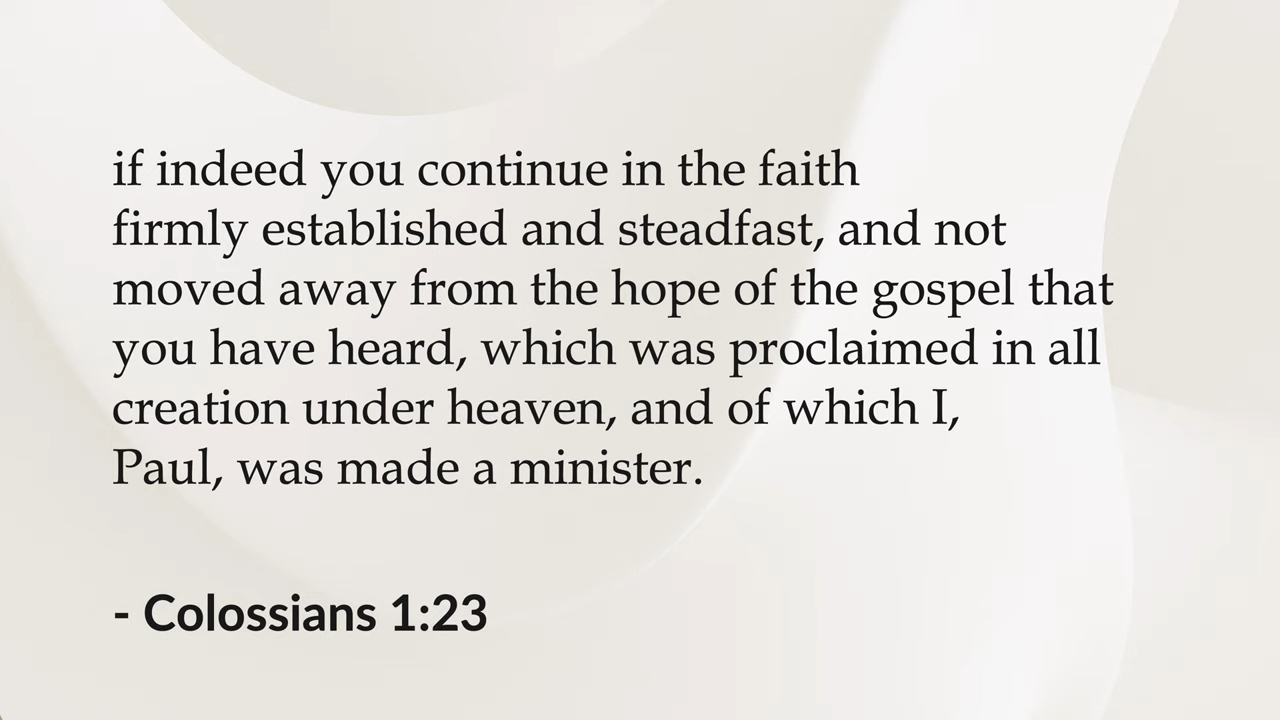 if indeed you continue in the faith
firmly established and steadfast, and not
moved away from the hope of the gospel that
you have heard, which was proclaimed in all
creation under heaven, and of which I,
Paul, was made a minister.
- Colossians 1:23